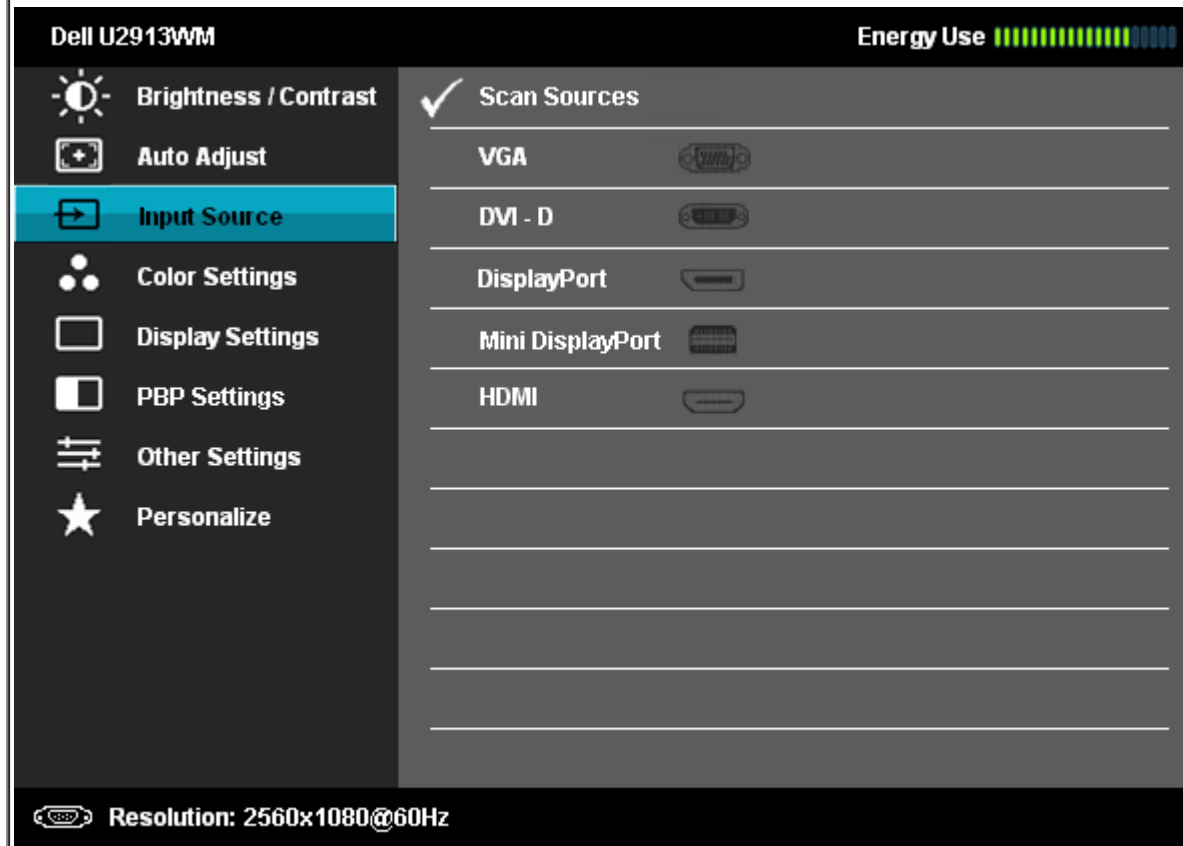 Dell U2913WM
Energy Use
Brightness / Contrast
Auto Adjust
Input Source
Color Settings
Display Settings
PBP Settings
Other Settings
Personalize
Scan Sources
VGA
DVI - D
DisplayPort
Mini DisplayPort
HDMI
Resolution: 2560x1080@60Hz